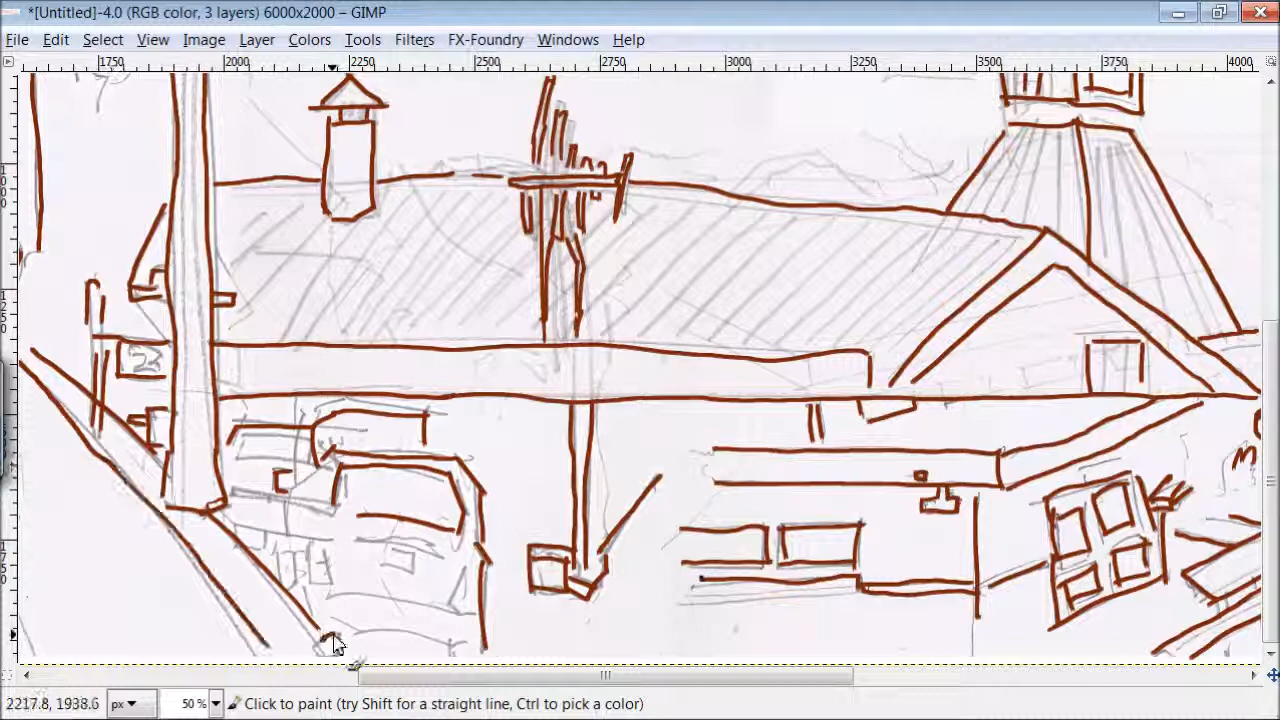 *[Untitled]-4.0 (RGB color, 3 layers) 6000x2000 – GIMP
File Edit Select View Image Layer Colors Tools Filters FX-Foundry Windows Help
1750 2000 2250 2500 2750 3000 3250 3500 3750 4000
23
2217.8, 1938.6 px 50 % Click to paint (try Shift for a straight line, Ctrl to pick a color)